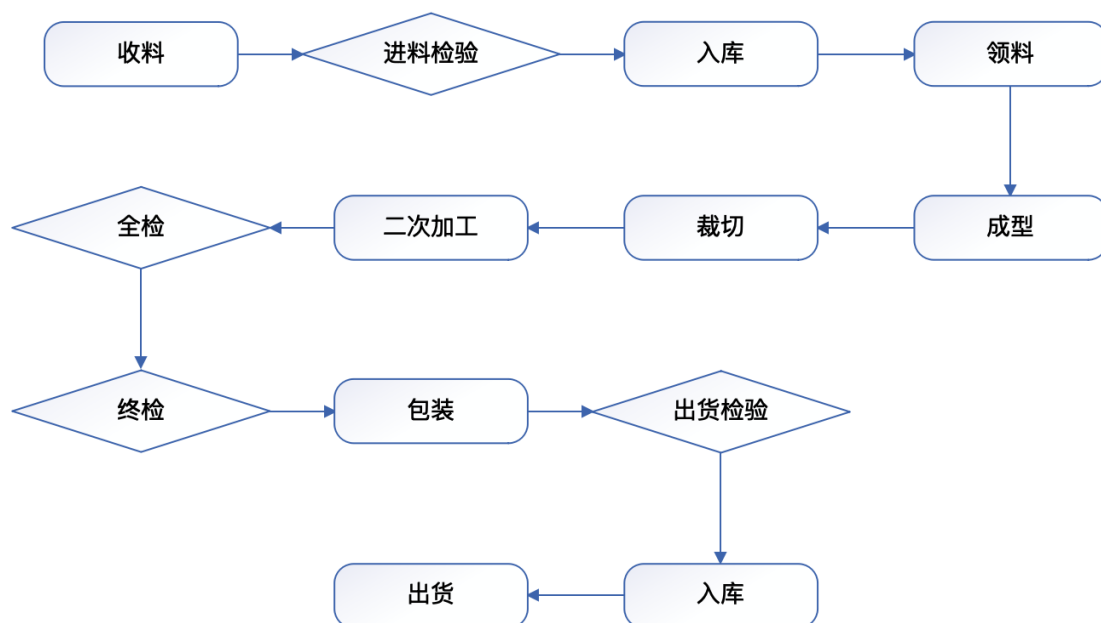 收料
进料检验
入库
领料
成型
裁切
二次加工
全检
终检
包装
出货检验
入库
出货